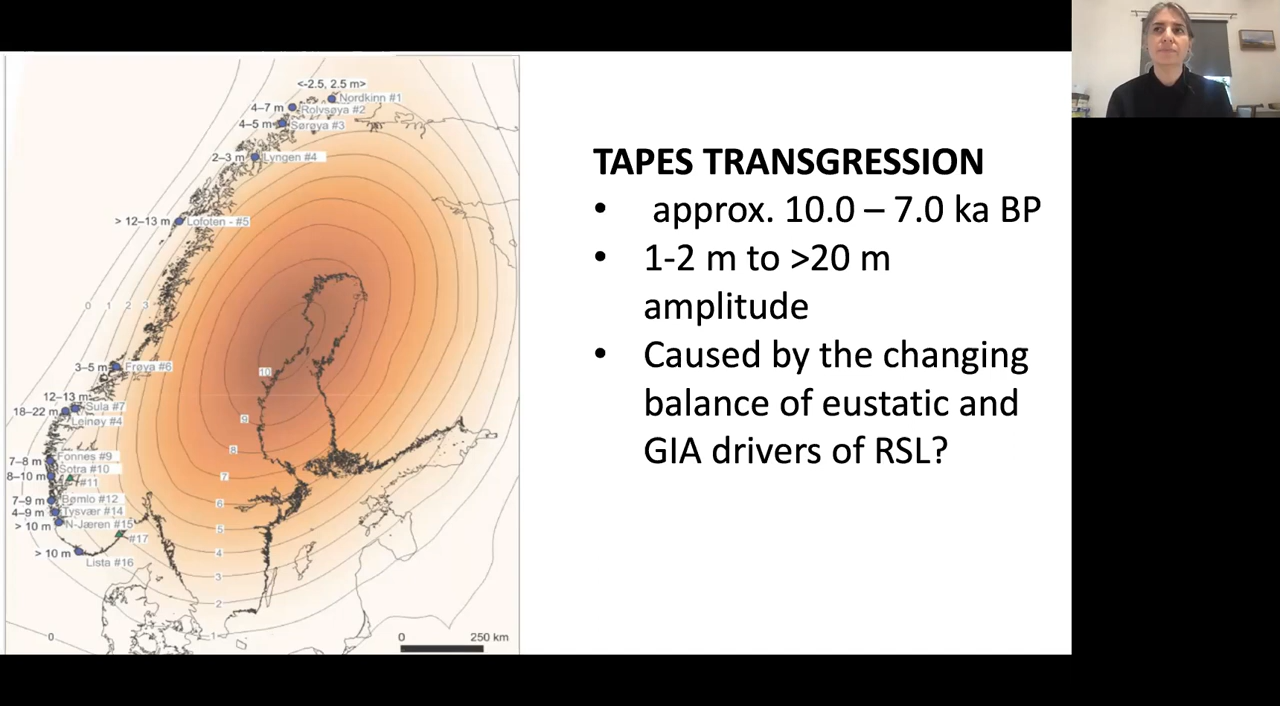 <-2.5, 2.5 m>
Nordkinn #1
4–7 m
Rolvsøya #2
4–5 m
Sørøya #3
2–3 m
Lyngen #4
> 12–13 m
Lofoten - #5
0 1 2 3
3–5 m
Frøya #6
10
12–13 m
Sula #7
18–22 m
Leinøy #4
9
8
Fonnes #9
7–8 m
Sotra #10
8–10 m
#11
7
7–9 m
Bømlo #12
6
4–9 m
Tysvær #14
> 10 m
N-Jæren #15
5
#17
> 10 m
4
Lista #16
3
2
0
1
0 250 km
TAPES TRANSGRESSION
• approx. 10.0 – 7.0 ka BP
• 1-2 m to >20 m
amplitude
• Caused by the changing
balance of eustatic and
GIA drivers of RSL?